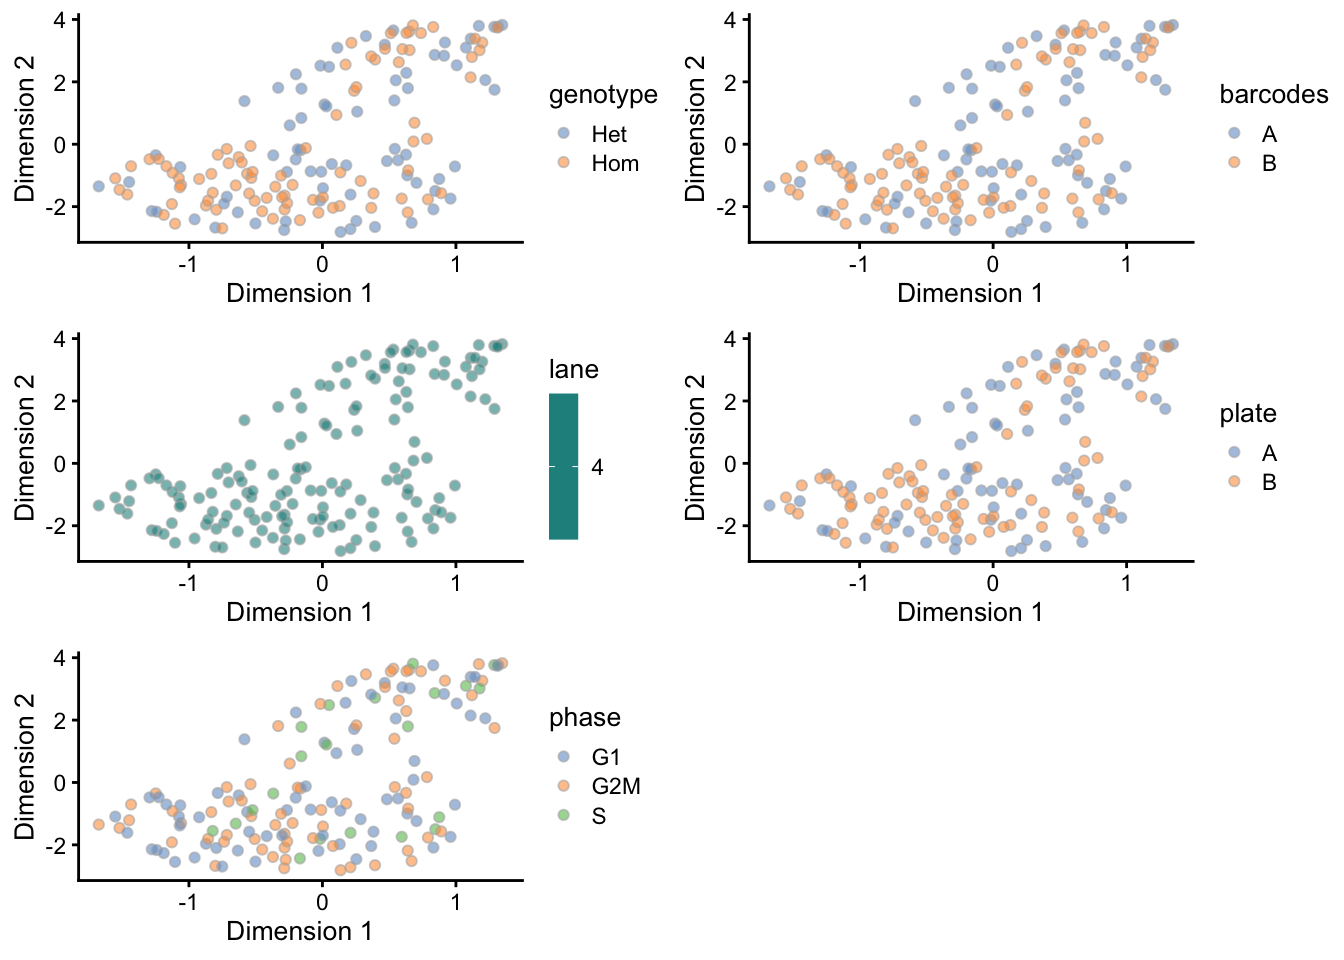 4
2
0
-2
Dimension 2
-1 0 1
Dimension 1
genotype
Het
Hom
4
2
0
-2
Dimension 2
-1 0 1
Dimension 1
barcodes
A
B
4
2
0
-2
Dimension 2
-1 0 1
Dimension 1
lane
4
4
2
0
-2
Dimension 2
-1 0 1
Dimension 1
plate
A
B
4
2
0
-2
Dimension 2
-1 0 1
Dimension 1
phase
G1
G2M
S